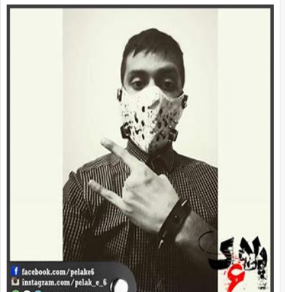 پلاک
۶
facebook.com/pelake6
instagram.com/pelak_e_6